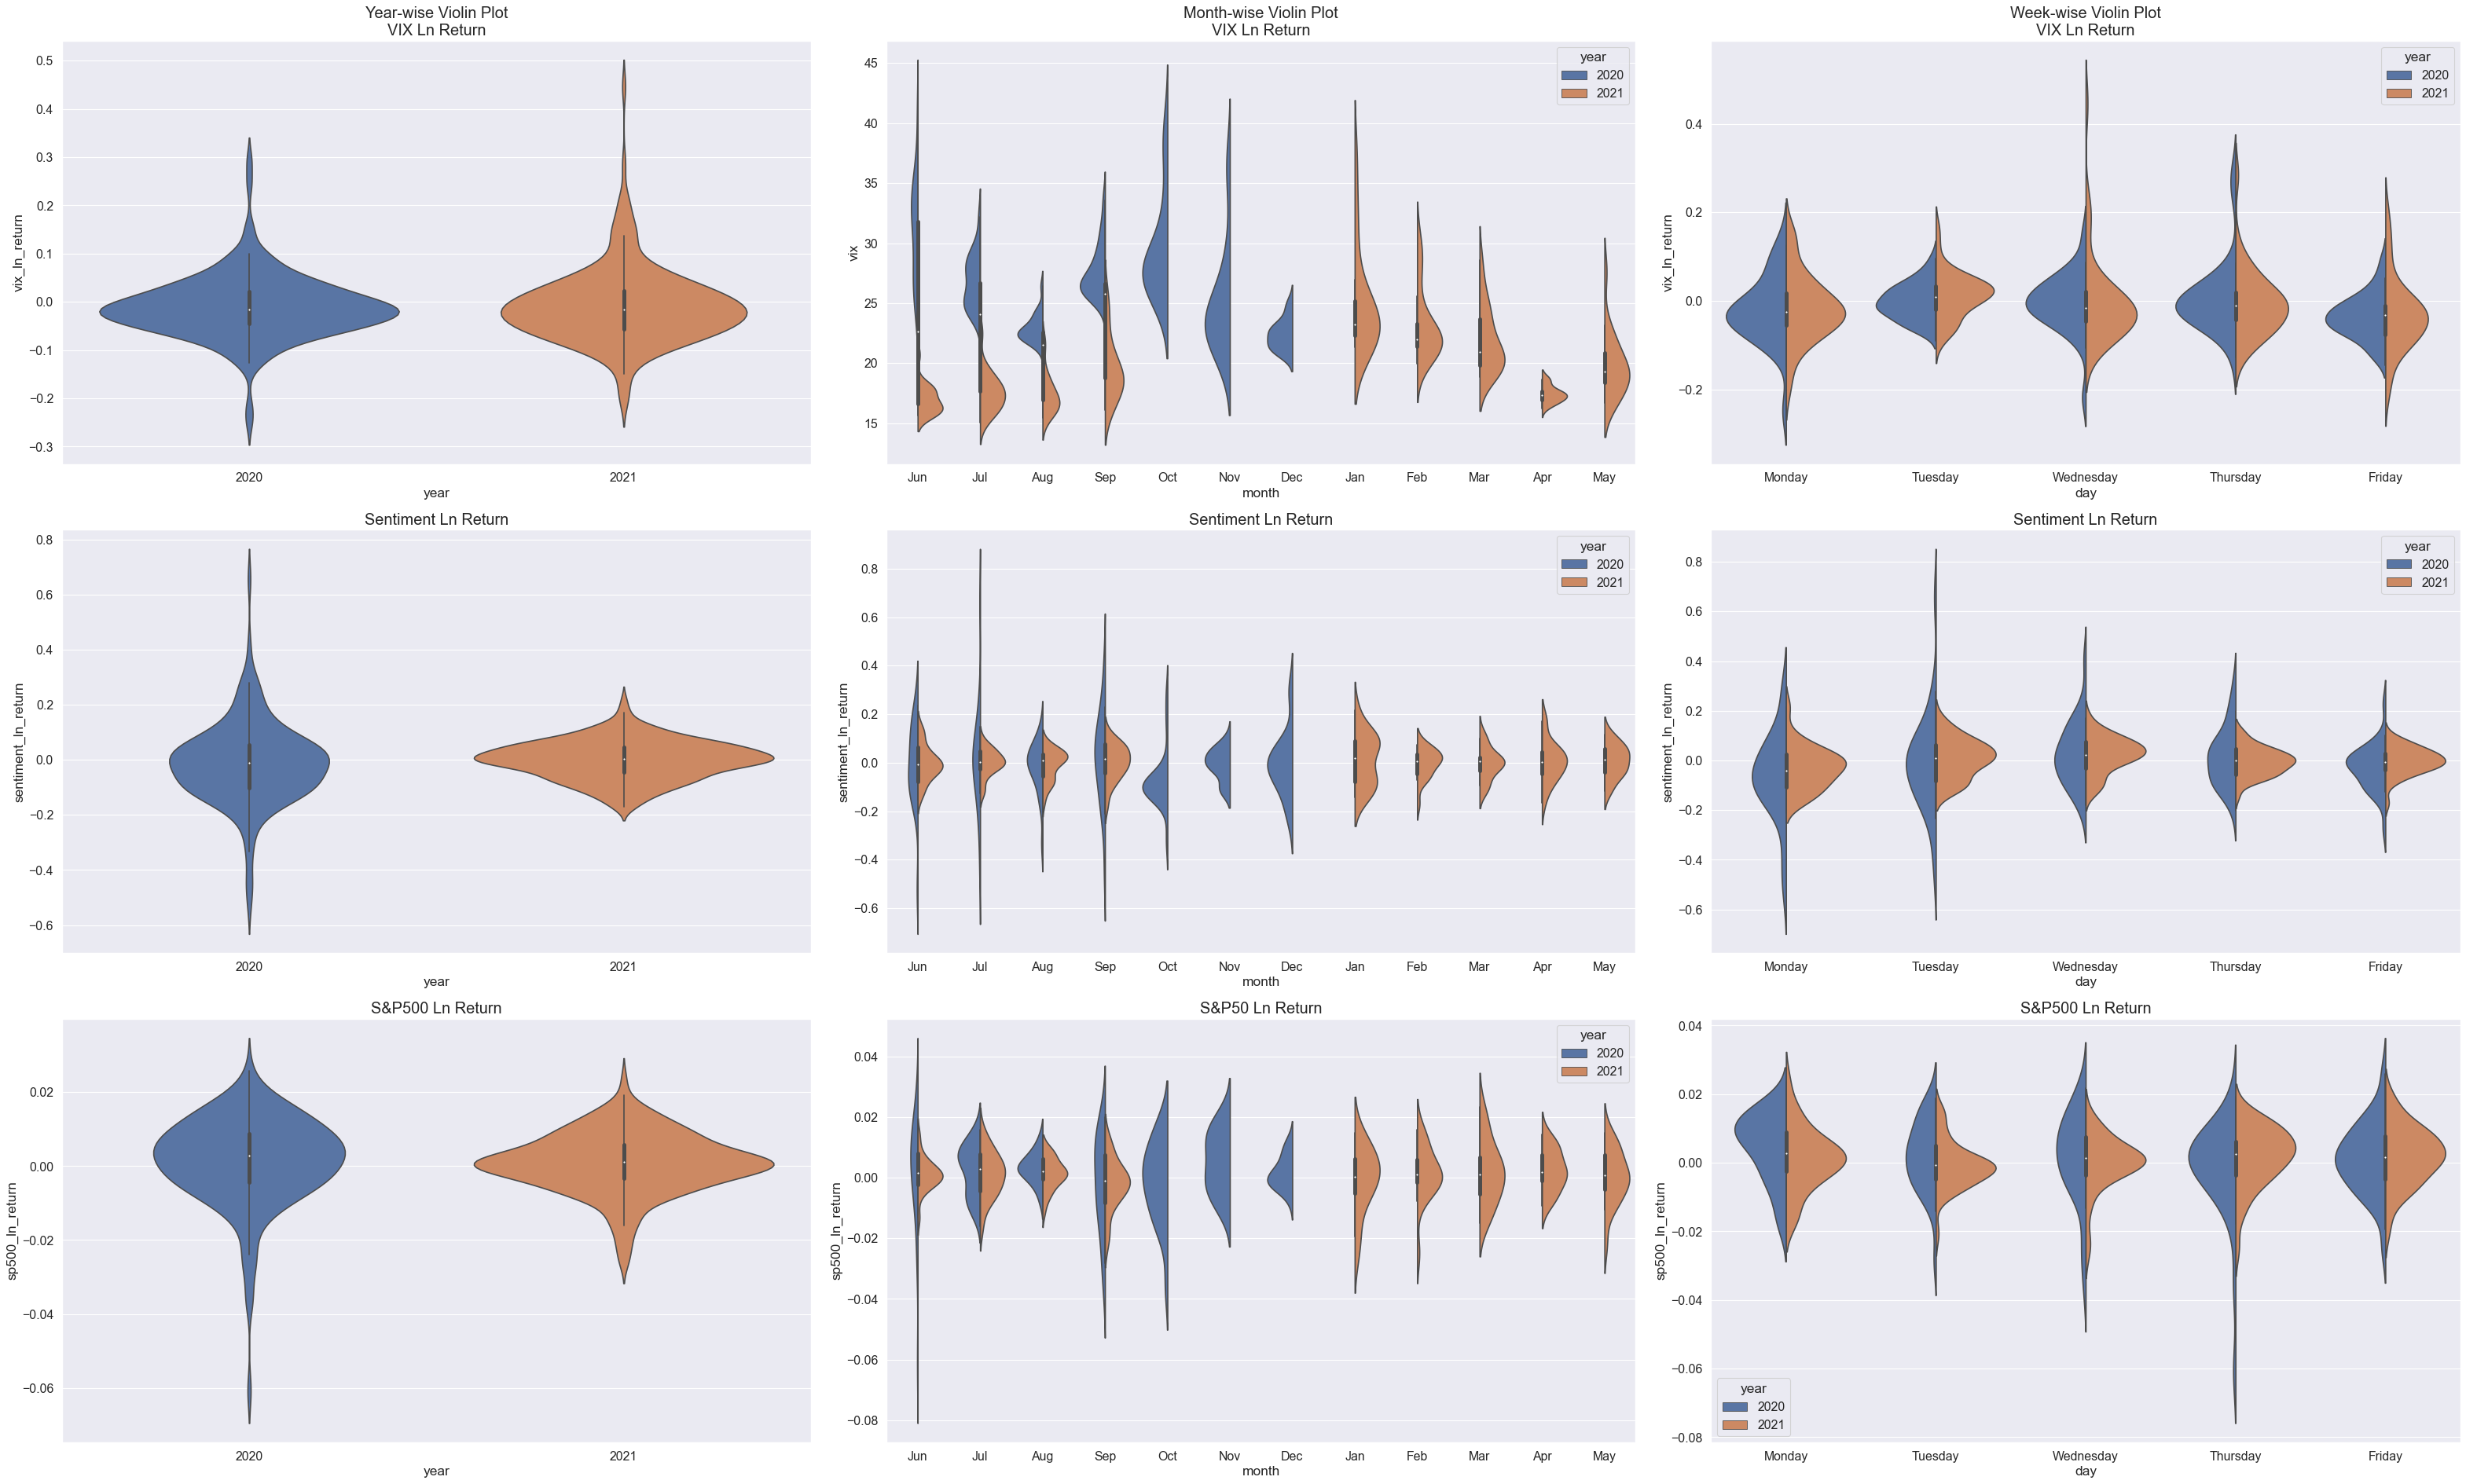 Year-wise Violin Plot
VIX Ln Return
0.5
0.4
0.3
0.2
0.1
0.0
−0.1
−0.2
−0.3
vix_ln_return
2020
2021
year
Month-wise Violin Plot
VIX Ln Return
45
40
35
30
25
20
15
vix
year
2020
2021
Jun
Jul
Aug
Sep
Oct
Nov
Dec
Jan
Feb
Mar
Apr
May
month
Week-wise Violin Plot
VIX Ln Return
0.4
0.2
0.0
−0.2
vix_ln_return
year
2020
2021
Monday
Tuesday
Wednesday
Thursday
Friday
day
Sentiment Ln Return
0.8
0.6
0.4
0.2
0.0
−0.2
−0.4
−0.6
sentiment_ln_return
2020
2021
year
Sentiment Ln Return
0.8
0.6
0.4
0.2
0.0
−0.2
−0.4
−0.6
sentiment_ln_return
year
2020
2021
Jun
Jul
Aug
Sep
Oct
Nov
Dec
Jan
Feb
Mar
Apr
May
month
Sentiment Ln Return
0.8
0.6
0.4
0.2
0.0
−0.2
−0.4
−0.6
sentiment_ln_return
year
2020
2021
Monday
Tuesday
Wednesday
Thursday
Friday
day
S&P500 Ln Return
0.02
0.00
−0.02
−0.04
−0.06
sp500_ln_return
2020
2021
year
S&P50 Ln Return
0.04
0.02
0.00
−0.02
−0.04
−0.06
−0.08
sp500_ln_return
year
2020
2021
Jun
Jul
Aug
Sep
Oct
Nov
Dec
Jan
Feb
Mar
Apr
May
month
S&P500 Ln Return
0.04
0.02
0.00
−0.02
−0.04
−0.06
−0.08
sp500_ln_return
year
2020
2021
Monday
Tuesday
Wednesday
Thursday
Friday
day